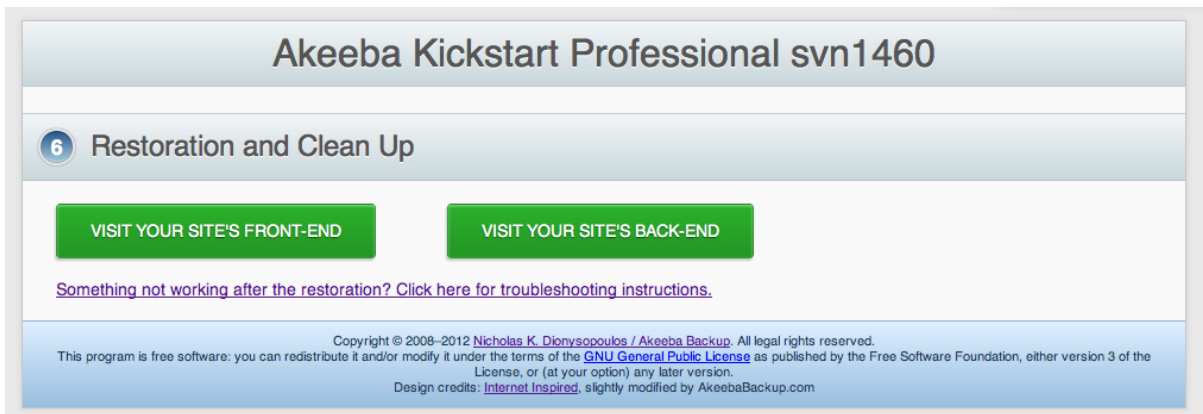 Akeeba Kickstart Professional svn1460
6 Restoration and Clean Up
VISIT YOUR SITE'S FRONT-END VISIT YOUR SITE'S BACK-END
Something not working after the restoration? Click here for troubleshooting instructions.
Copyright © 2008–2012 Nicholas K. Dionysopoulos / Akeeba Backup. All legal rights reserved.
This program is free software: you can redistribute it and/or modify it under the terms of the GNU General Public License as published by the Free Software Foundation, either version 3 of the
License, or (at your option) any later version.
Design credits: Internet Inspired, slightly modified by AkeebaBackup.com